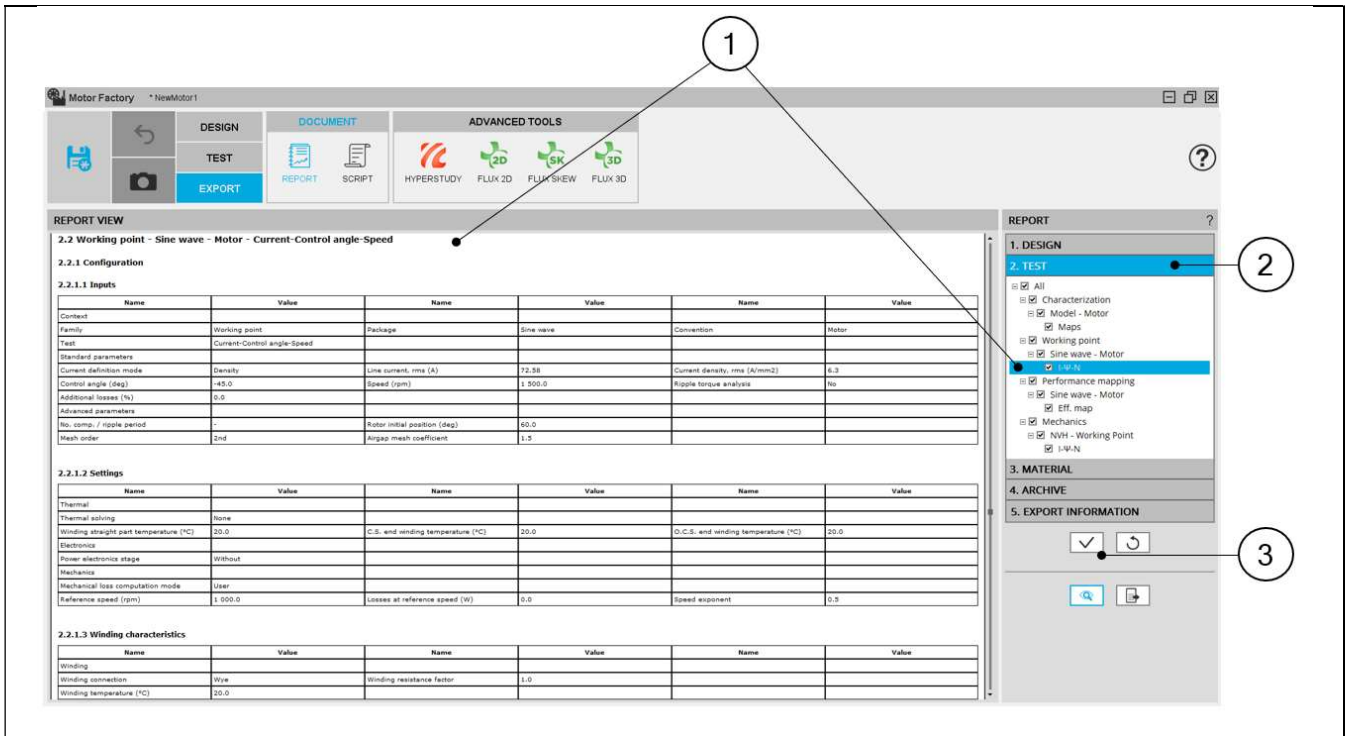 1
Motor Factory * NewMotor1
DESIGN
TEST
EXPORT
DOCUMENT
REPORT SCRIPT
ADVANCED TOOLS
HYPERSTUDY FLUX 2D FLUX SKEW FLUX 3D
2D SK 3D
?
REPORT VIEW
2.2 Working point - Sine wave - Motor - Current-Control angle-Speed
2.2.1 Configuration
2.2.1.1 Inputs
Name Value Name Value Name Value
Context
Family Working point Package Sine wave Convention Motor
Test Current-Control angle-Speed
Standard parameters
Current definition mode Density Line current, rms (A) 72.58 Current density, rms (A/mm2) 6.3
Control angle (deg) -45.0 Speed (rpm) 1 500.0 Ripple torque analysis No
Additional losses (%) 0.0
Advanced parameters
No. comp. / ripple period - Rotor initial position (deg) 60.0
Mesh order 2nd Airgap mesh coefficient 1.5
2.2.1.2 Settings
Name Value Name Value Name Value
Thermal
Thermal solving None
Winding straight part temperature (°C) 20.0 C.S. end winding temperature (°C) 20.0 O.C.S. end winding temperature (°C) 20.0
Electronics
Power electronics stage Without
Mechanics
Mechanical loss computation mode User
Reference speed (rpm) 1 000.0 Losses at reference speed (W) 0.0 Speed exponent 0.5
2.2.1.3 Winding characteristics
Name Value Name Value Name Value
Winding
Winding connection Wye Winding resistance factor 1.0
Winding temperature (°C) 20.0
REPORT ?
1. DESIGN
2. TEST
2
All
Characterization
Model - Motor
Maps
Working point
Sine wave - Motor
I-Ψ-N
Performance mapping
Sine wave - Motor
Eff. map
Mechanics
NVH - Working Point
I-Ψ-N
3. MATERIAL
4. ARCHIVE
5. EXPORT INFORMATION
3